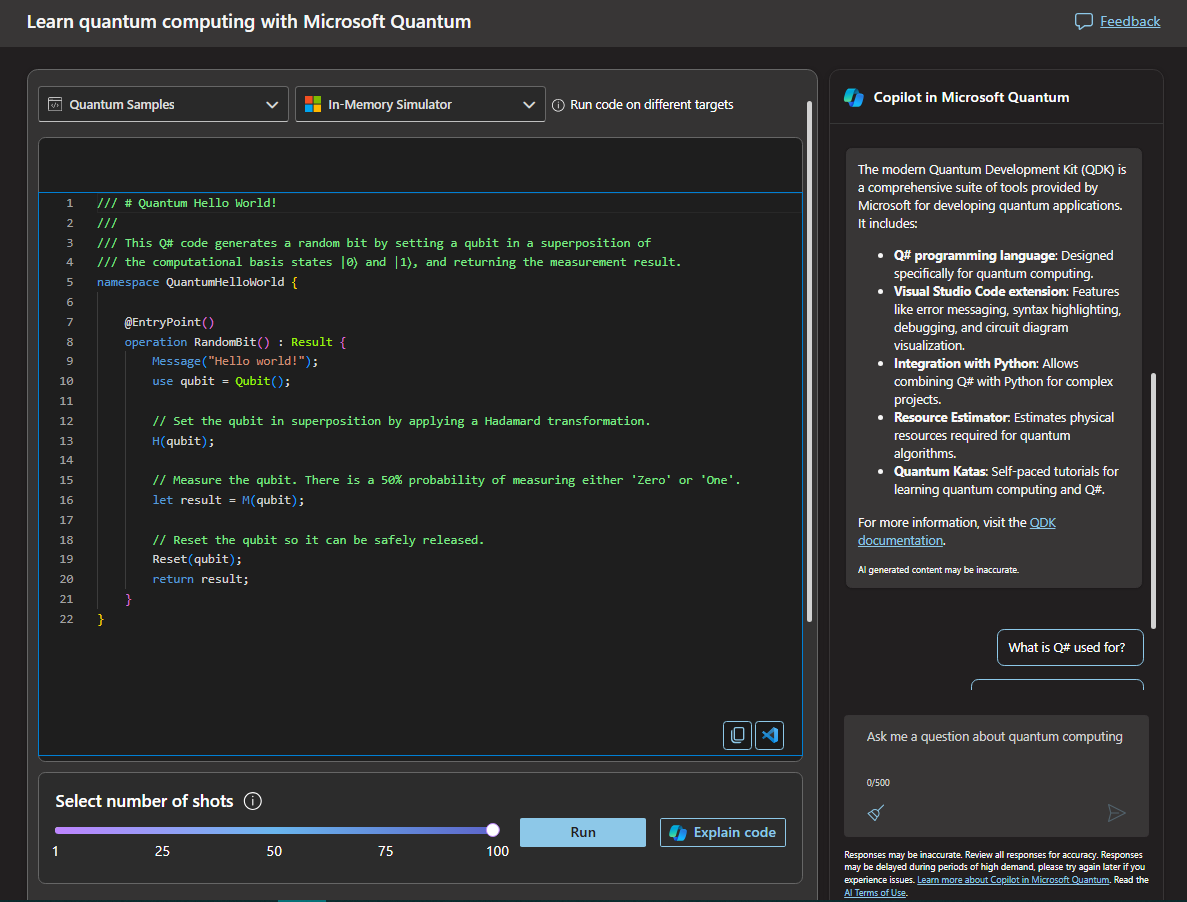 Learn quantum computing with Microsoft Quantum
Feedback
Quantum Samples
In-Memory Simulator
Run code on different targets
1 /// # Quantum Hello World!
2 ///
3 /// This Q# code generates a random bit by setting a qubit in a superposition of
4 /// the computational basis states |0⟩ and |1⟩, and returning the measurement result.
5 namespace QuantumHelloWorld {
6
7     @EntryPoint()
8     operation RandomBit() : Result {
9         Message("Hello world!");
10         use qubit = Qubit();
11
12         // Set the qubit in superposition by applying a Hadamard transformation.
13         H(qubit);
14
15         // Measure the qubit. There is a 50% probability of measuring either 'Zero' or 'One'.
16         let result = M(qubit);
17
18         // Reset the qubit so it can be safely released.
19         Reset(qubit);
20         return result;
21     }
22 }
Select number of shots
1 25 50 75 100
Run
Explain code
Copilot in Microsoft Quantum
The modern Quantum Development Kit (QDK) is
a comprehensive suite of tools provided by
Microsoft for developing quantum applications.
It includes:
• Q# programming language: Designed
specifically for quantum computing.
• Visual Studio Code extension: Features
like error messaging, syntax highlighting,
debugging, and circuit diagram
visualization.
• Integration with Python: Allows
combining Q# with Python for complex
projects.
• Resource Estimator: Estimates physical
resources required for quantum
algorithms.
• Quantum Katas: Self-paced tutorials for
learning quantum computing and Q#.
For more information, visit the QDK
documentation.
AI generated content may be inaccurate.
What is Q# used for?
Ask me a question about quantum computing
0/500
Responses may be inaccurate. Review all responses for accuracy. Responses
may be delayed during periods of high demand, please try again later if you
experience issues. Learn more about Copilot in Microsoft Quantum. Read the
AI Terms of Use.